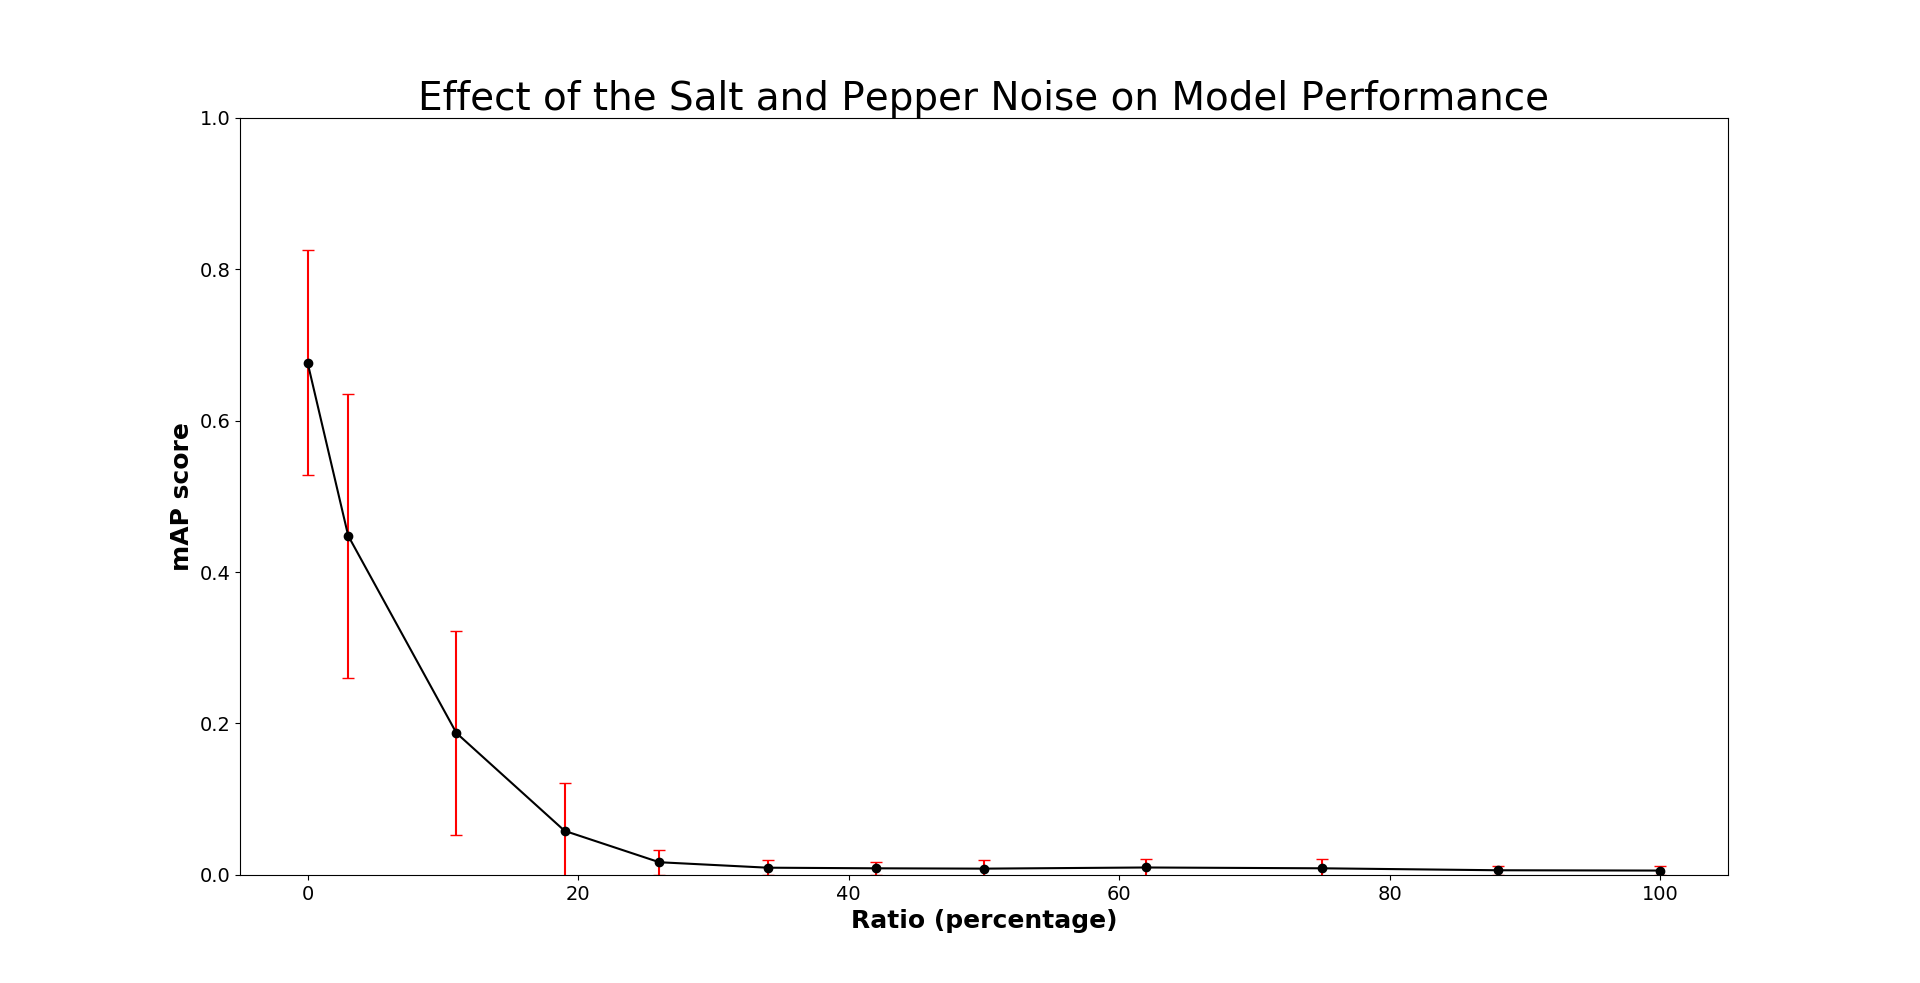 Effect of the Salt and Pepper Noise on Model Performance
1.0
0.8
0.6
0.4
0.2
0.0
mAP score
0 20 40 60 80 100
Ratio (percentage)